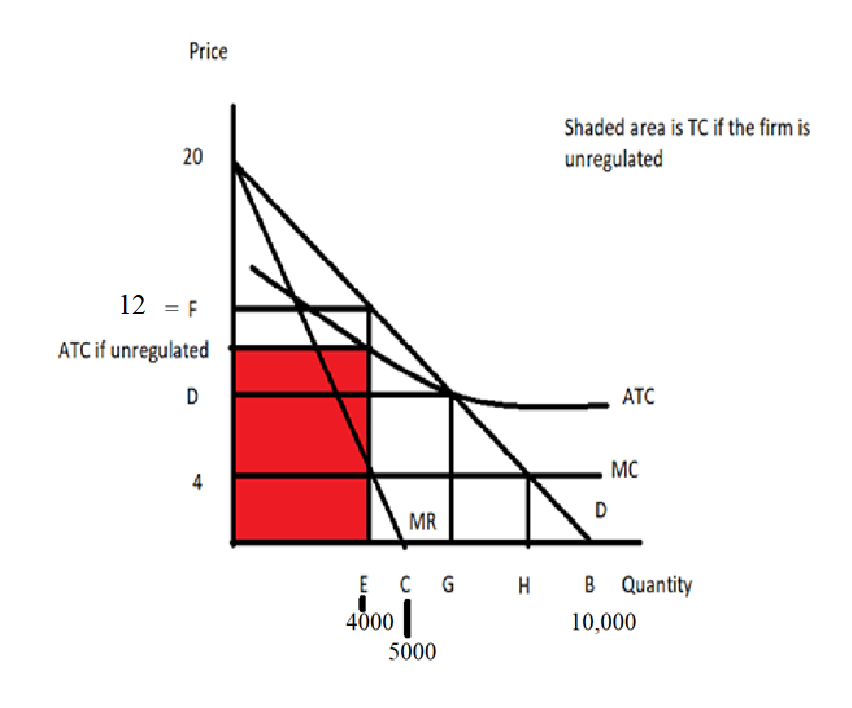 Price
Shaded area is TC if the firm is
unregulated
20
12 = F
ATC if unregulated
D
ATC
MC
4
D
MR
E C G H B Quantity
4000
10,000
5000